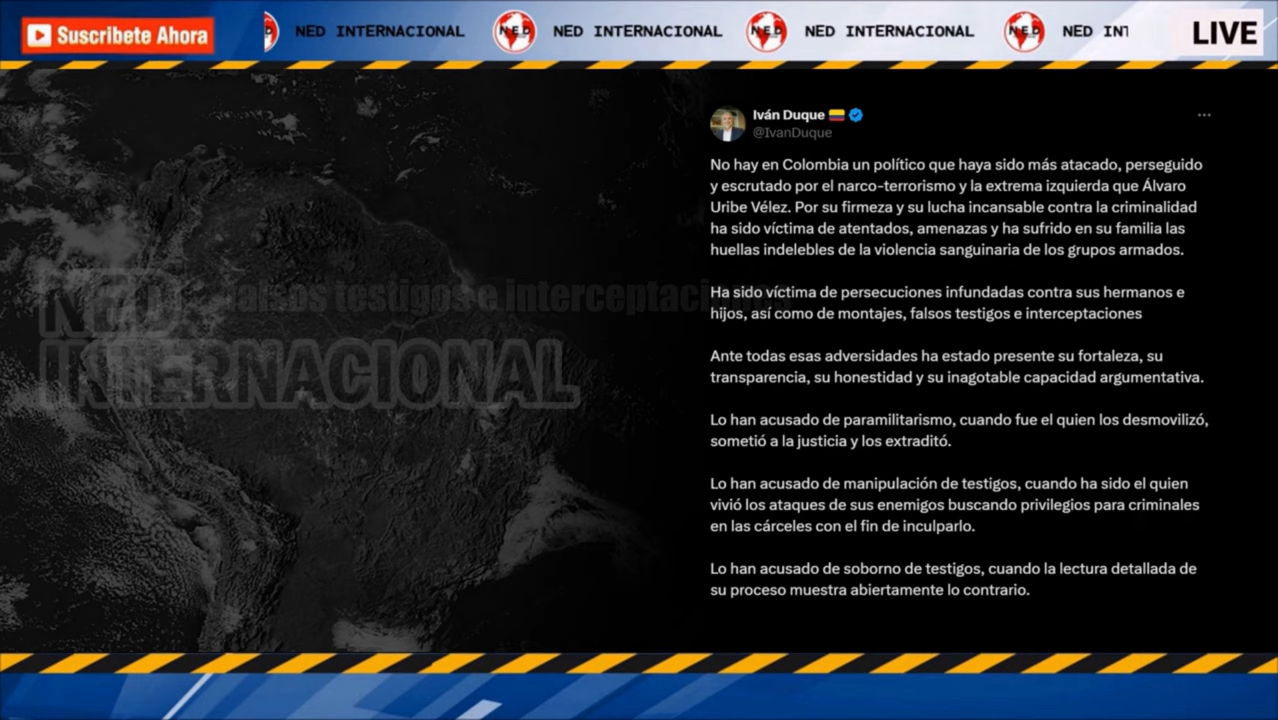 Suscribete Ahora
NED INTERNACIONAL
N.E.D
NED INTERNACIONAL
N.E.D
NED INTERNACIONAL
N.E.D
NED INT
LIVE
Iván Duque
@IvanDuque
No hay en Colombia un político que haya sido más atacado, perseguido
y escrutado por el narco-terrorismo y la extrema izquierda que Álvaro
Uribe Vélez. Por su firmeza y su lucha incansable contra la criminalidad
ha sido víctima de atentados, amenazas y ha sufrido en su familia las
huellas indelebles de la violencia sanguinaria de los grupos armados.
Ha sido víctima de persecuciones infundadas contra sus hermanos e
hijos, así como de montajes, falsos testigos e interceptaciones
Ante todas esas adversidades ha estado presente su fortaleza, su
transparencia, su honestidad y su inagotable capacidad argumentativa.
Lo han acusado de paramilitarismo, cuando fue el quien los desmovilizó,
sometió a la justicia y los extraditó.
Lo han acusado de manipulación de testigos, cuando ha sido el quien
vivió los ataques de sus enemigos buscando privilegios para criminales
en las cárceles con el fin de inculparlo.
Lo han acusado de soborno de testigos, cuando la lectura detallada de
su proceso muestra abiertamente lo contrario.
NED
INTERNACIONAL
falsos testigos e interceptaciones